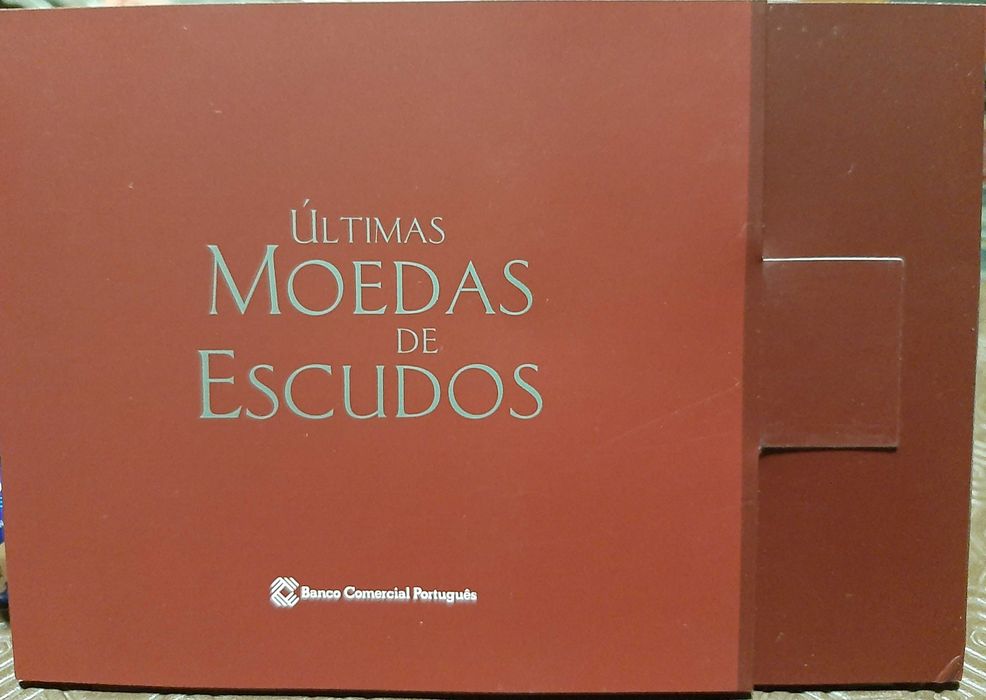 ÚLTIMAS
MOEDAS
DE
ESCUDOS
Banco Comercial Português